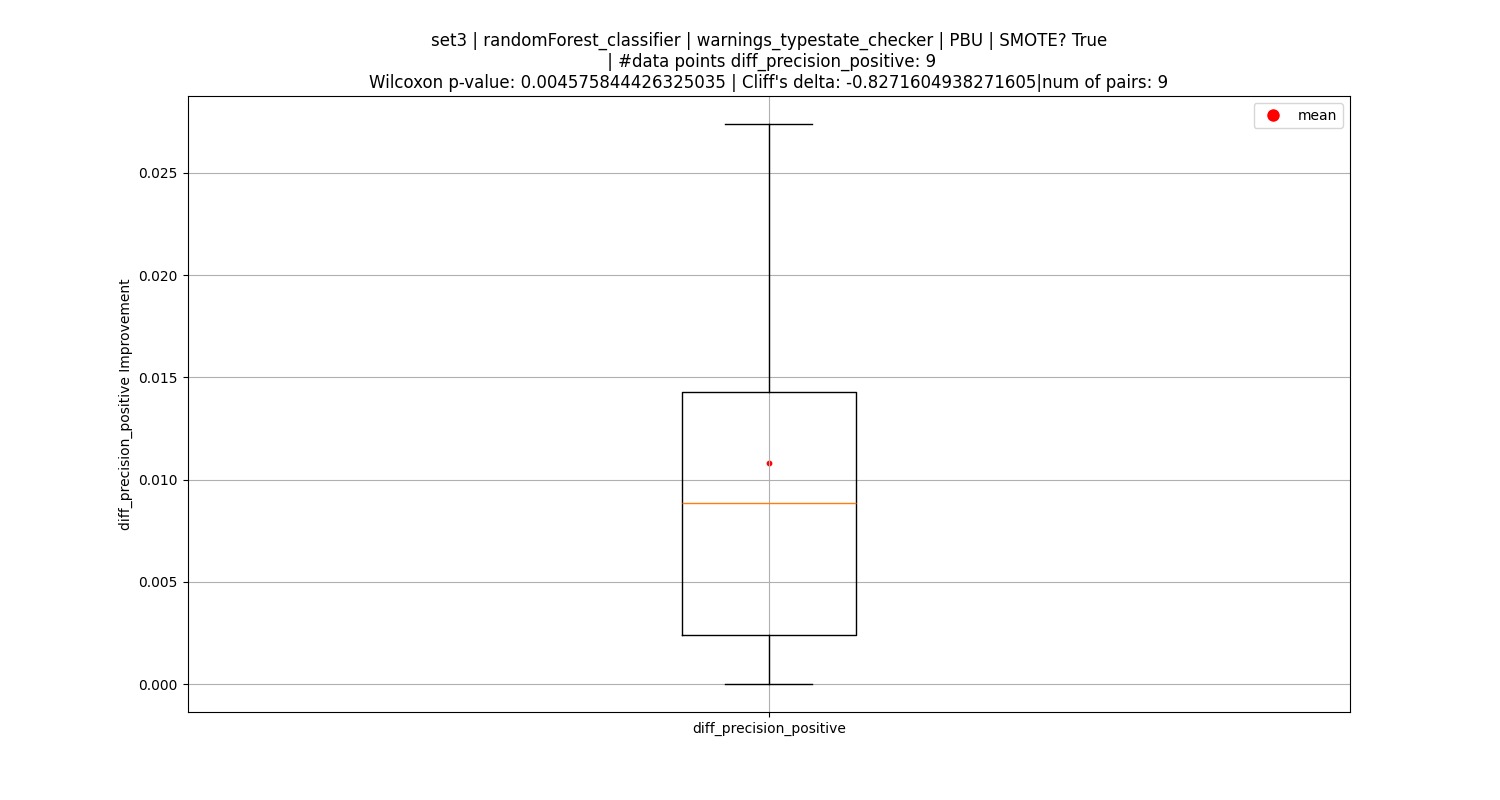 set3 | randomForest_classifier | warnings_typestate_checker | PBU | SMOTE? True
| #data points diff_precision_positive: 9
Wilcoxon p-value: 0.004575844426325035 | Cliff's delta: -0.8271604938271605|num of pairs: 9
mean
0.025
0.020
0.015
0.010
0.005
0.000
diff_precision_positive Improvement
diff_precision_positive